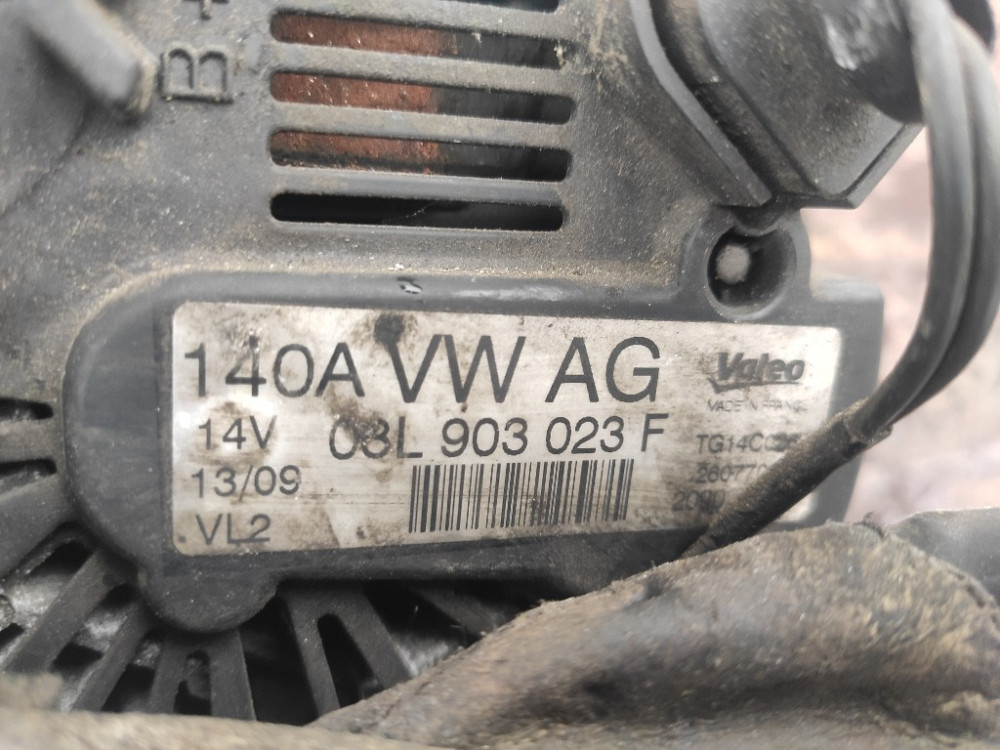 B+
140A VW AG
Valeo
MADE IN FRANCE
14V 03L 903 023 F
13/09
VL2